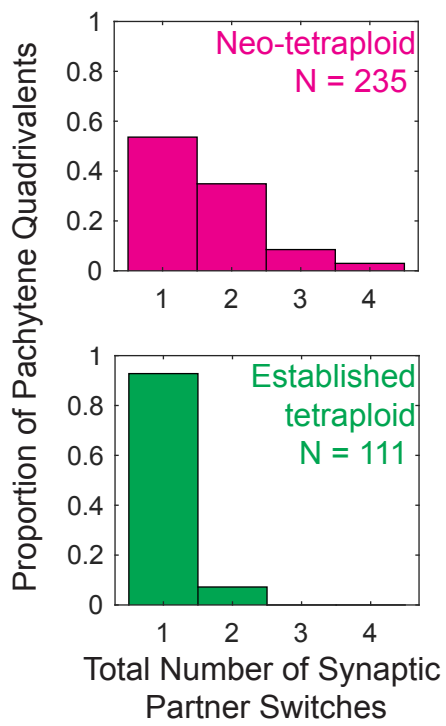 Proportion of Pachytene Quadrivalents
1
0.8
0.6
0.4
0.2
0
Neo-tetraploid
N = 235
1 2 3 4
1
0.8
0.6
0.4
0.2
0
Established
tetraploid
N = 111
1 2 3 4
Total Number of Synaptic
Partner Switches